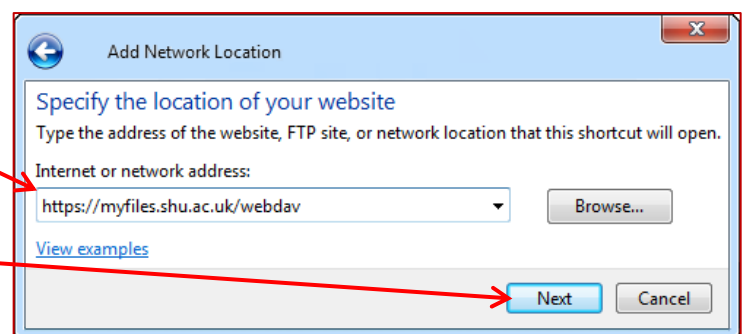 Add Network Location
Specify the location of your website
Type the address of the website, FTP site, or network location that this shortcut will open.
Internet or network address:
https://myfiles.shu.ac.uk/webdav
Browse...
View examples
Next
Cancel